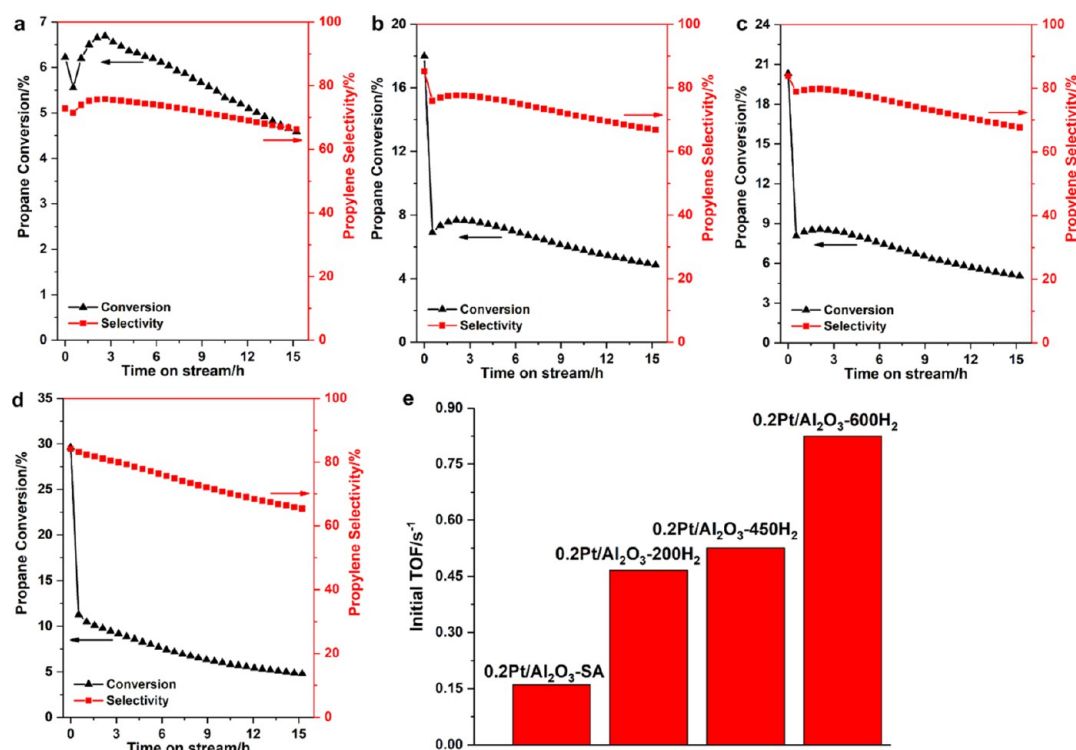 a
Propane Conversion/%
7
6
5
4
3
2
1
0
0 3 6 9 12 15
Time on stream/h
100
80
60
40
20
0
Propylene Selectivity/%
Conversion
Selectivity
b
Propane Conversion/%
20
16
12
8
4
0
0 3 6 9 12 15
Time on stream/h
100
80
60
40
20
0
Propylene Selectivity/%
Conversion
Selectivity
c
Propane Conversion/%
24
21
18
15
12
9
6
3
0
0 3 6 9 12 15
Time on stream/h
100
80
60
40
20
0
Propylene Selectivity/%
Conversion
Selectivity
d
Propane Conversion/%
35
30
25
20
15
10
5
0
0 3 6 9 12 15
Time on stream/h
100
80
60
40
20
0
Propylene Selectivity/%
Conversion
Selectivity
e
Initial TOF/s⁻¹
0.90
0.75
0.60
0.45
0.30
0.15
0.00
0.2Pt/Al₂O₃-SA
0.2Pt/Al₂O₃-200H₂
0.2Pt/Al₂O₃-450H₂
0.2Pt/Al₂O₃-600H₂